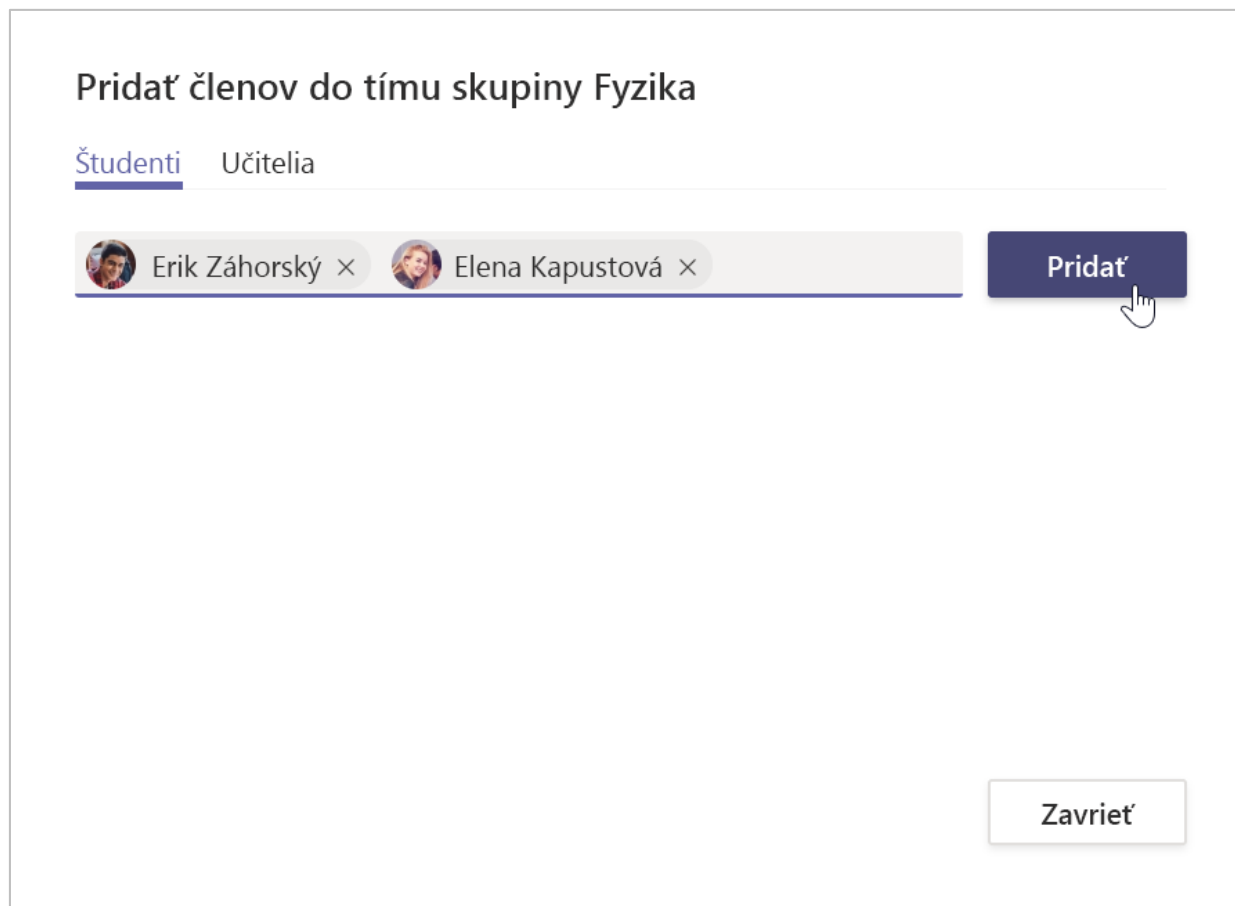 Pridať členov do tímu skupiny Fyzika
Študenti Učitelia
Erik Záhorský × Elena Kapustová × Pridať
Zavrieť